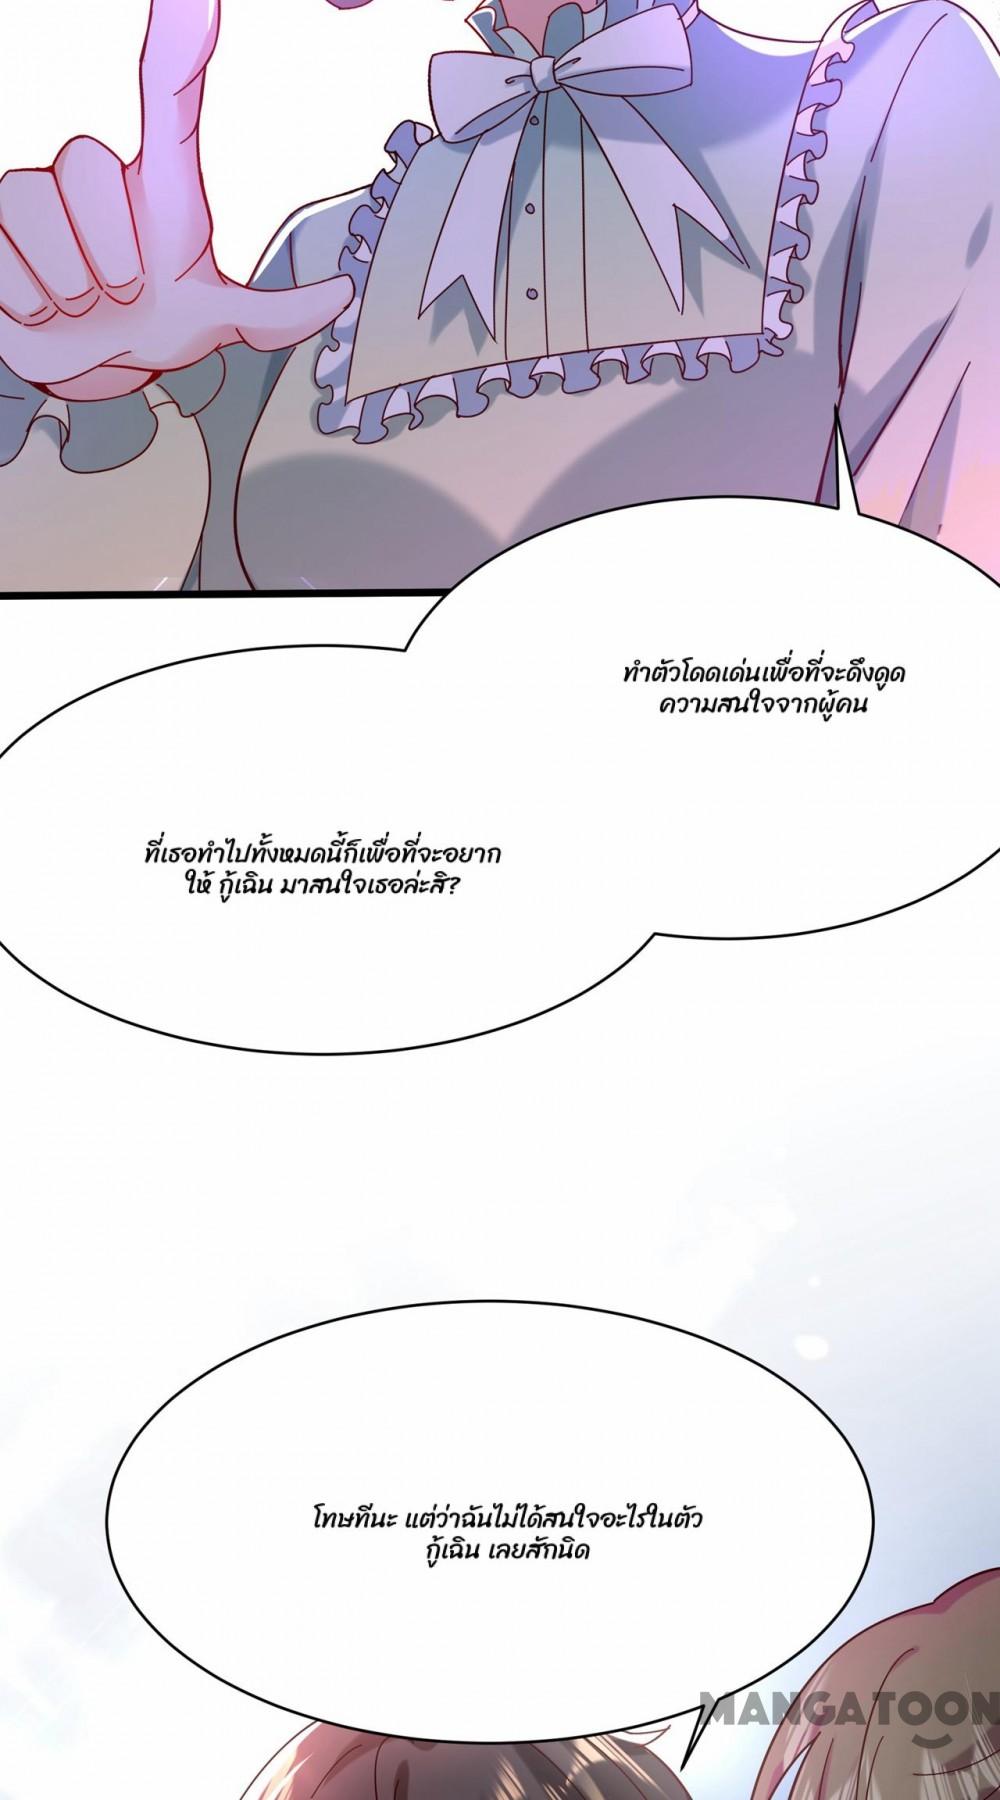 ทำตัวโดดเด่นเพื่อที่จะดึงดูด
ความสนใจจากผู้คน
ที่เธอทำไปทั้งหมดนี้ก็เพื่อที่จะอยาก
ให้ กู้เฉิน มาสนใจเธอล่ะสิ?
โทษทีนะ แต่ว่าฉันไม่ได้สนใจอะไรในตัว
กู้เฉิน เลยสักนิด
MANGATOON